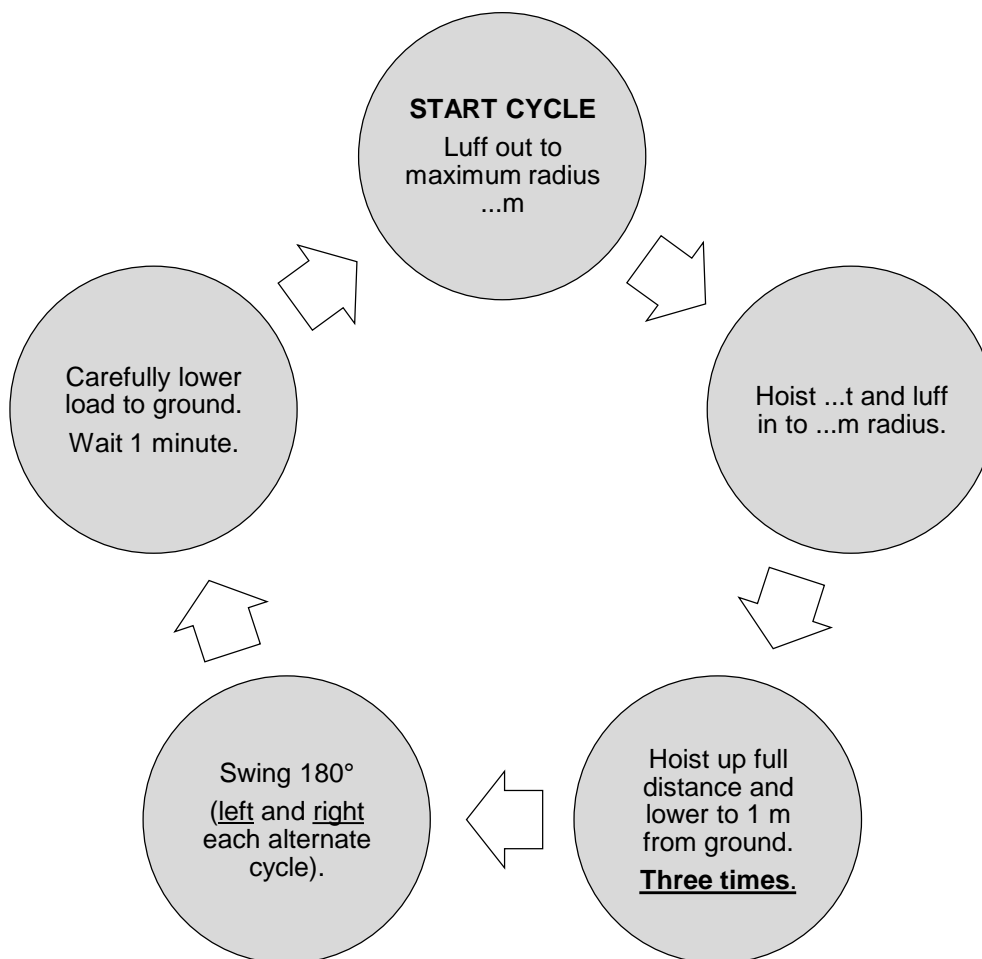 START CYCLE
Luff out to
maximum radius
...m
Hoist ...t and luff
in to ...m radius.
Hoist up full
distance and
lower to 1 m
from ground.
Three times.
Swing 180°
(left and right
each alternate
cycle).
Carefully lower
load to ground.
Wait 1 minute.